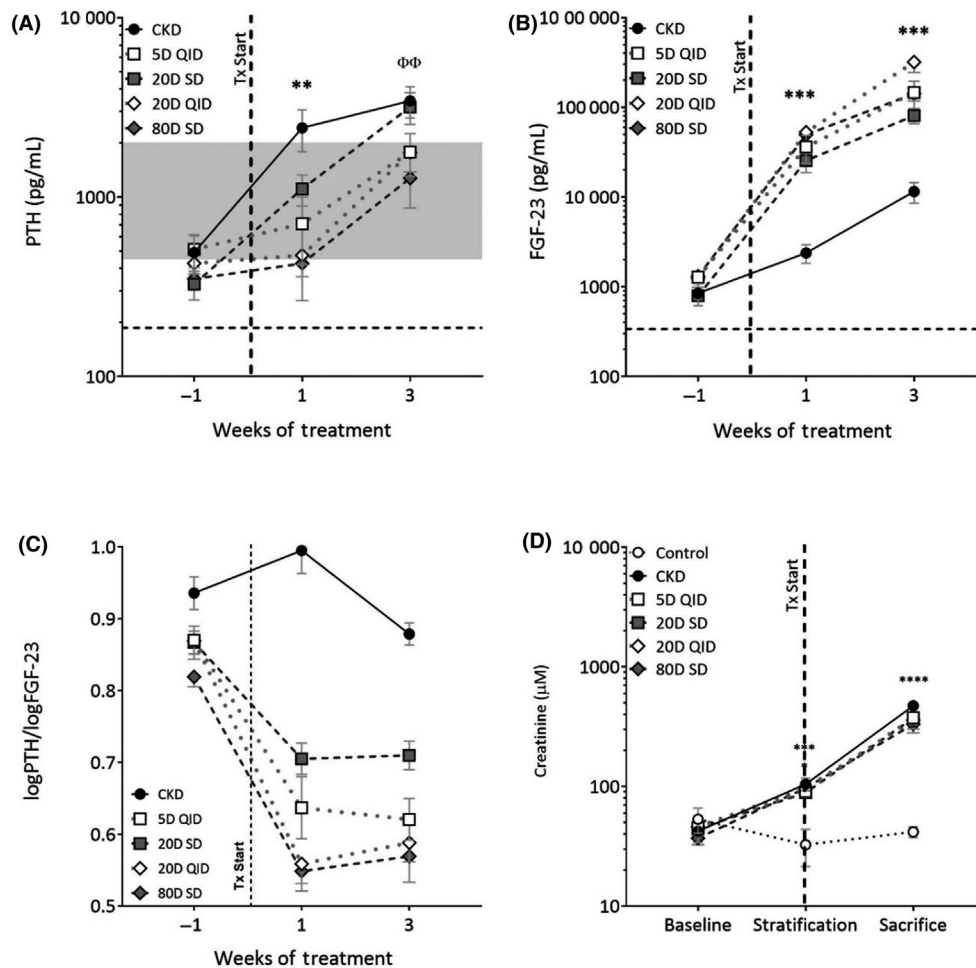 (A)
10 000
1000
100
PTH (pg/mL)
CKD
5D QID
20D SD
20D QID
80D SD
Tx Start
**
ΦΦ
–1
1
3
Weeks of treatment
(B)
10 00 000
100 000
10 000
1000
100
FGF-23 (pg/mL)
CKD
5D QID
20D SD
20D QID
80D SD
Tx Start
***
***
–1
1
3
Weeks of treatment
(C)
1.0
0.9
0.8
0.7
0.6
0.5
logPTH/logFGF-23
CKD
5D QID
20D SD
20D QID
80D SD
Tx Start
–1
1
3
Weeks of treatment
(D)
10 000
1000
100
10
Creatinine (μM)
Control
CKD
5D QID
20D SD
20D QID
80D SD
Tx Start
***
*
****
Baseline
Stratification
Sacrifice